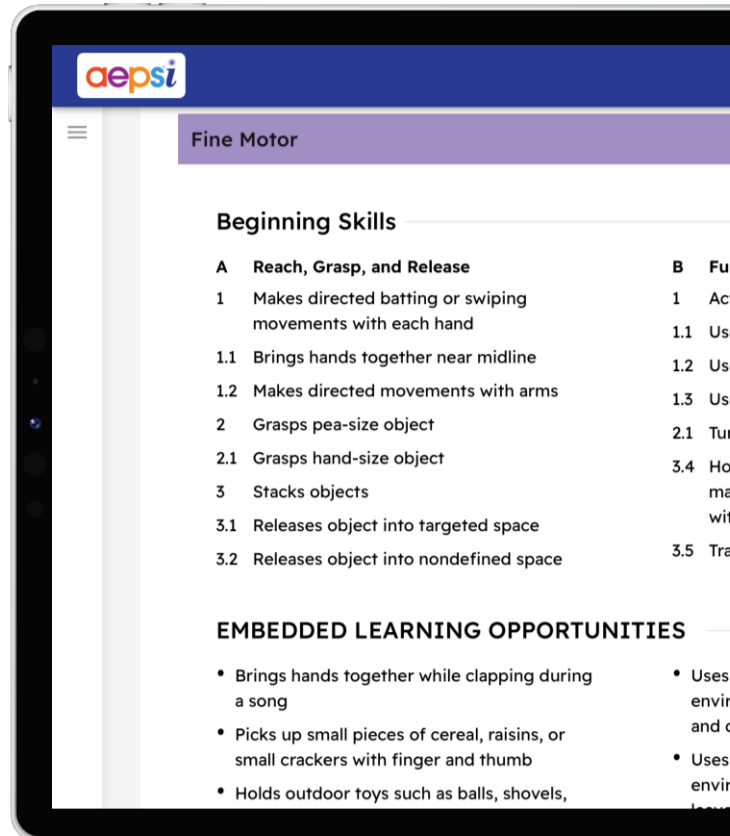 aepsi
Fine Motor
Beginning Skills
A Reach, Grasp, and Release
1 Makes directed batting or swiping
movements with each hand
1.1 Brings hands together near midline
1.2 Makes directed movements with arms
2 Grasps pea-size object
2.1 Grasps hand-size object
3 Stacks objects
3.1 Releases object into targeted space
3.2 Releases object into nondefined space
B
1
1.1
1.2
1.3
2.1
3.4
3.5
EMBEDDED LEARNING OPPORTUNITIES
• Brings hands together while clapping during
a song
• Picks up small pieces of cereal, raisins, or
small crackers with finger and thumb
• Holds outdoor toys such as balls, shovels,
• Uses
and
• Uses